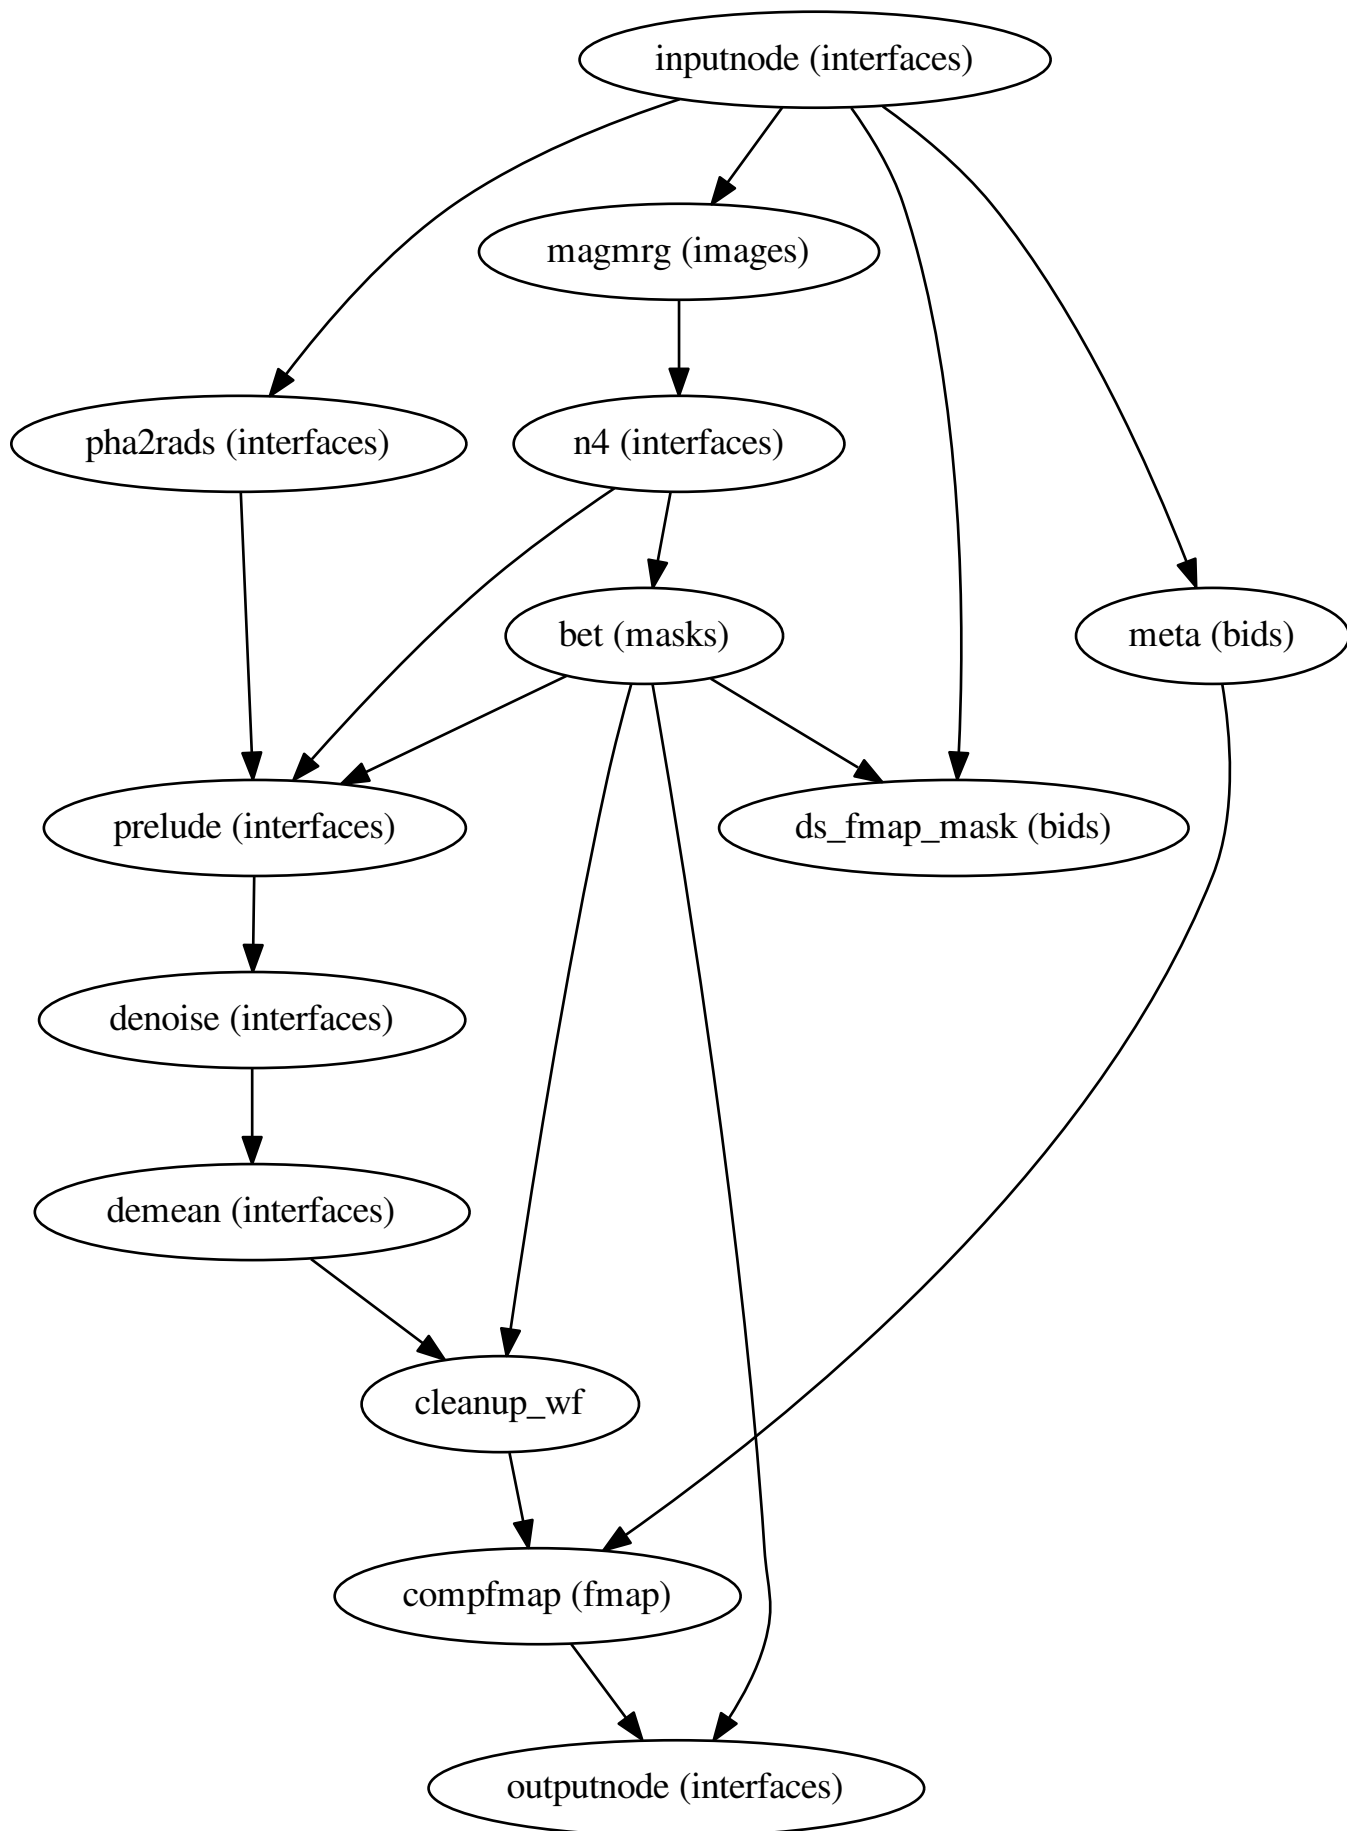 inputnode (interfaces)
magmrg (images)
pha2rads (interfaces)
n4 (interfaces)
bet (masks)
meta (bids)
prelude (interfaces)
ds_fmap_mask (bids)
denoise (interfaces)
demean (interfaces)
cleanup_wf
compfmap (fmap)
outputnode (interfaces)